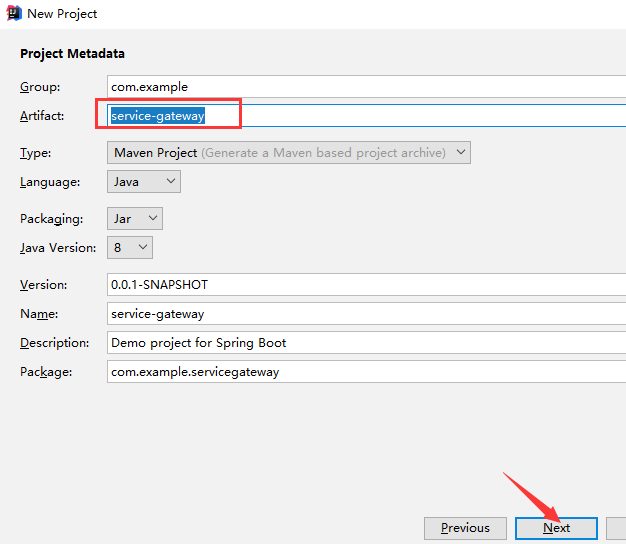 New Project
Project Metadata
Group: com.example
Artifact: service-gateway
Type: Maven Project (Generate a Maven based project archive)
Language: Java
Packaging: Jar
Java Version: 8
Version: 0.0.1-SNAPSHOT
Name: service-gateway
Description: Demo project for Spring Boot
Package: com.example.servicegateway
Previous Next